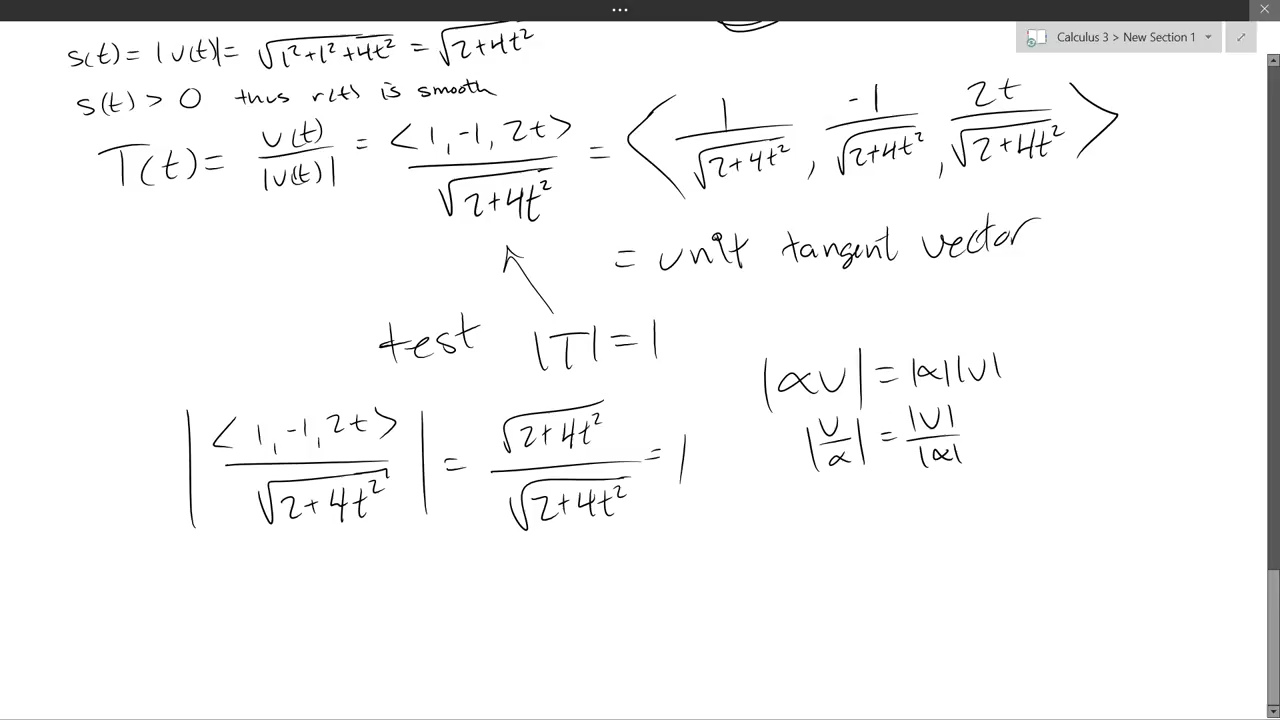 ...
Calculus 3 > New Section 1
s(t) = |v(t)| = √(1²+1²+4t²) = √(2+4t²)
s(t) > 0 thus r(t) is smooth
T(t) = v(t)/|v(t)| = <1, -1, 2t>/√(2+4t²) = <1/√(2+4t²), -1/√(2+4t²), 2t/√(2+4t²)>
= unit tangent vector
test |T| = 1
|αv| = |α||v|
|v/α| = |v|/|α|
|<1, -1, 2t>/√(2+4t²)| = √(2+4t²)/√(2+4t²) = 1